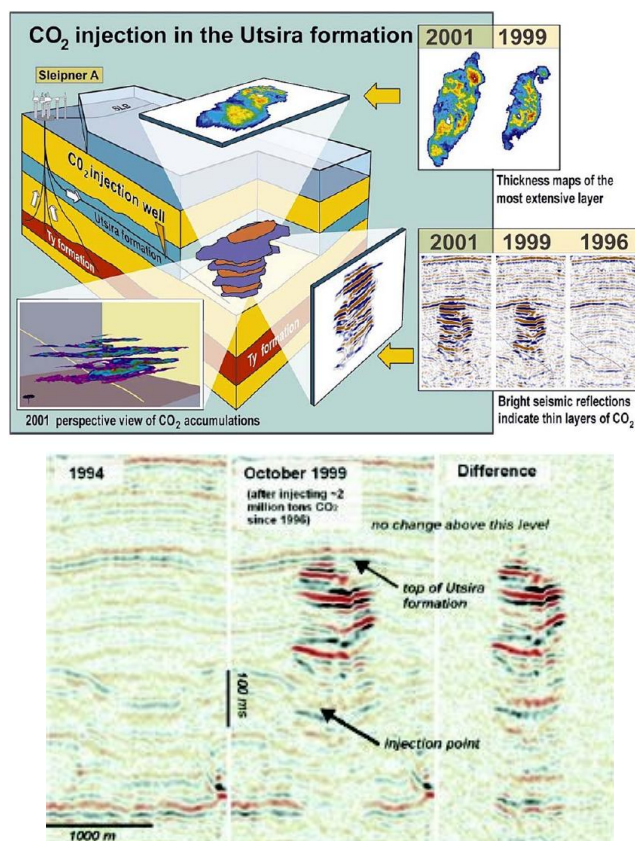 CO2 injection in the Utsira formation
2001 1999
Sleipner A
SLB
CO2 injection well
Utsira formation
Ty formation
Thickness maps of the
most extensive layer
2001 1999 1996
Ty formation
2001 perspective view of CO2 accumulations
Bright seismic reflections
indicate thin layers of CO2
1994
October 1999
(after injecting ~2
million tons CO2
since 1996)
Difference
no change above this level
top of Utsira
formation
100 ms
injection point
1000 m